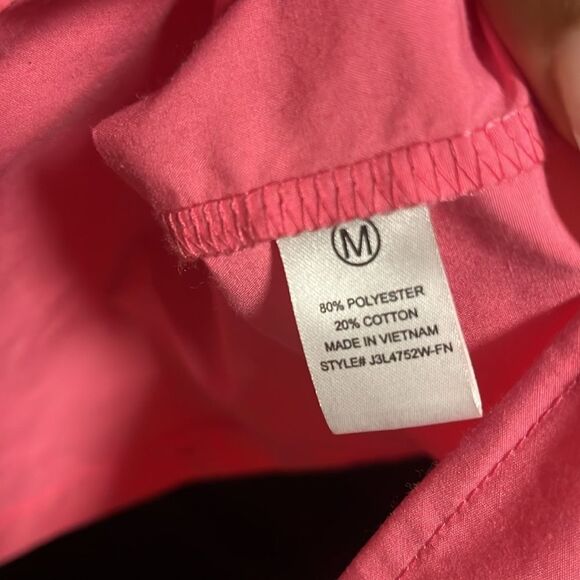 M
80% POLYESTER
20% COTTON
MADE IN VIETNAM
STYLE# J3L4752W-FN